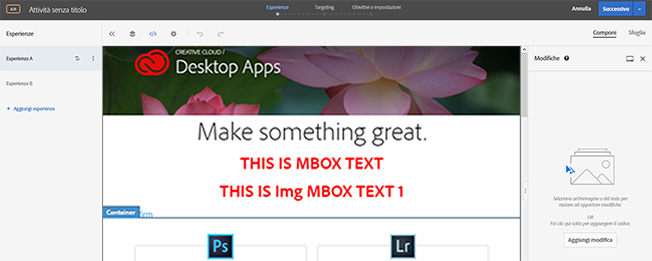 A/B
Attività senza titolo
Esperienze
Targeting
Obiettivi e impostazioni
Annulla
Successivo
Esperienze
Componi
Sfoglia
Esperienza A
Esperienza B
+ Aggiungi esperienza
CREATIVE CLOUD /
Desktop Apps
Make something great.
THIS IS MBOX TEXT
THIS IS Img MBOX TEXT 1
Container
Ps
Lr
Modifiche
Seleziona un'immagine o del testo per
iniziare ad apportare modifiche.
OR
Fai clic qui sotto per aggiungere il codice.
Aggiungi modifica